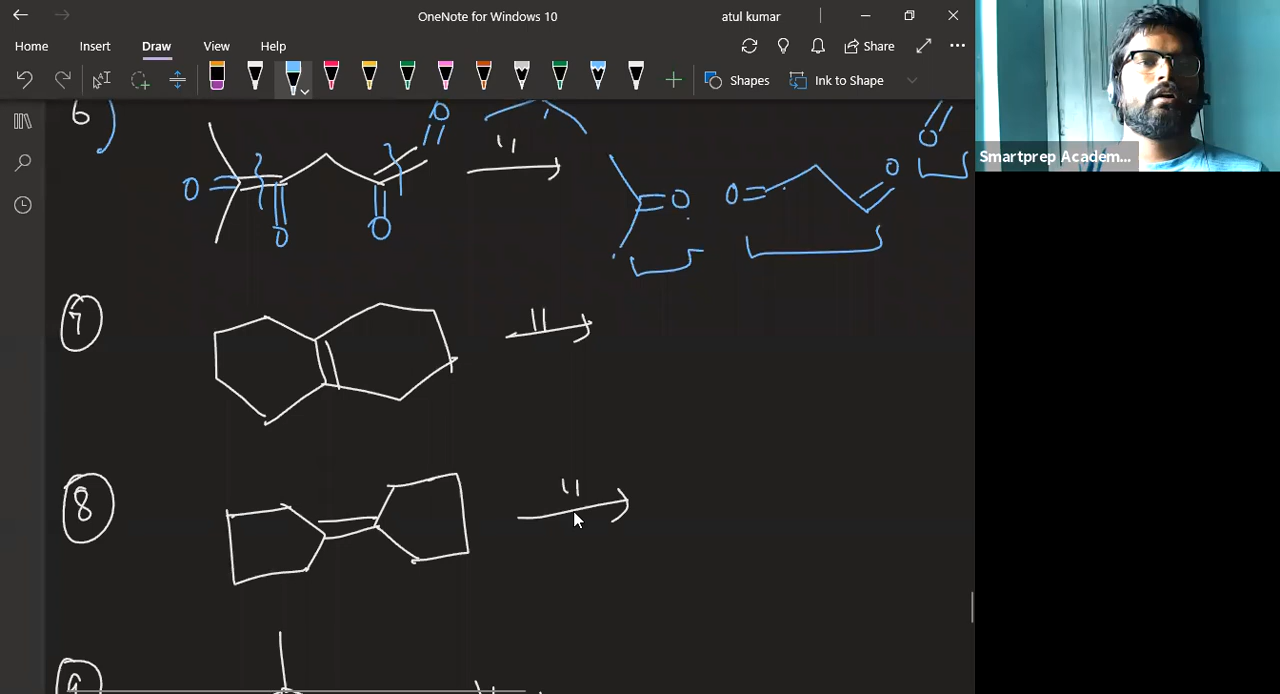 OneNote for Windows 10
atul kumar
Home Insert Draw View Help
Share
Shapes Ink to Shape
6)
O
O
O
O
"
O
O
O
O
7
"
8
"
9
"
Smartprep Academ...